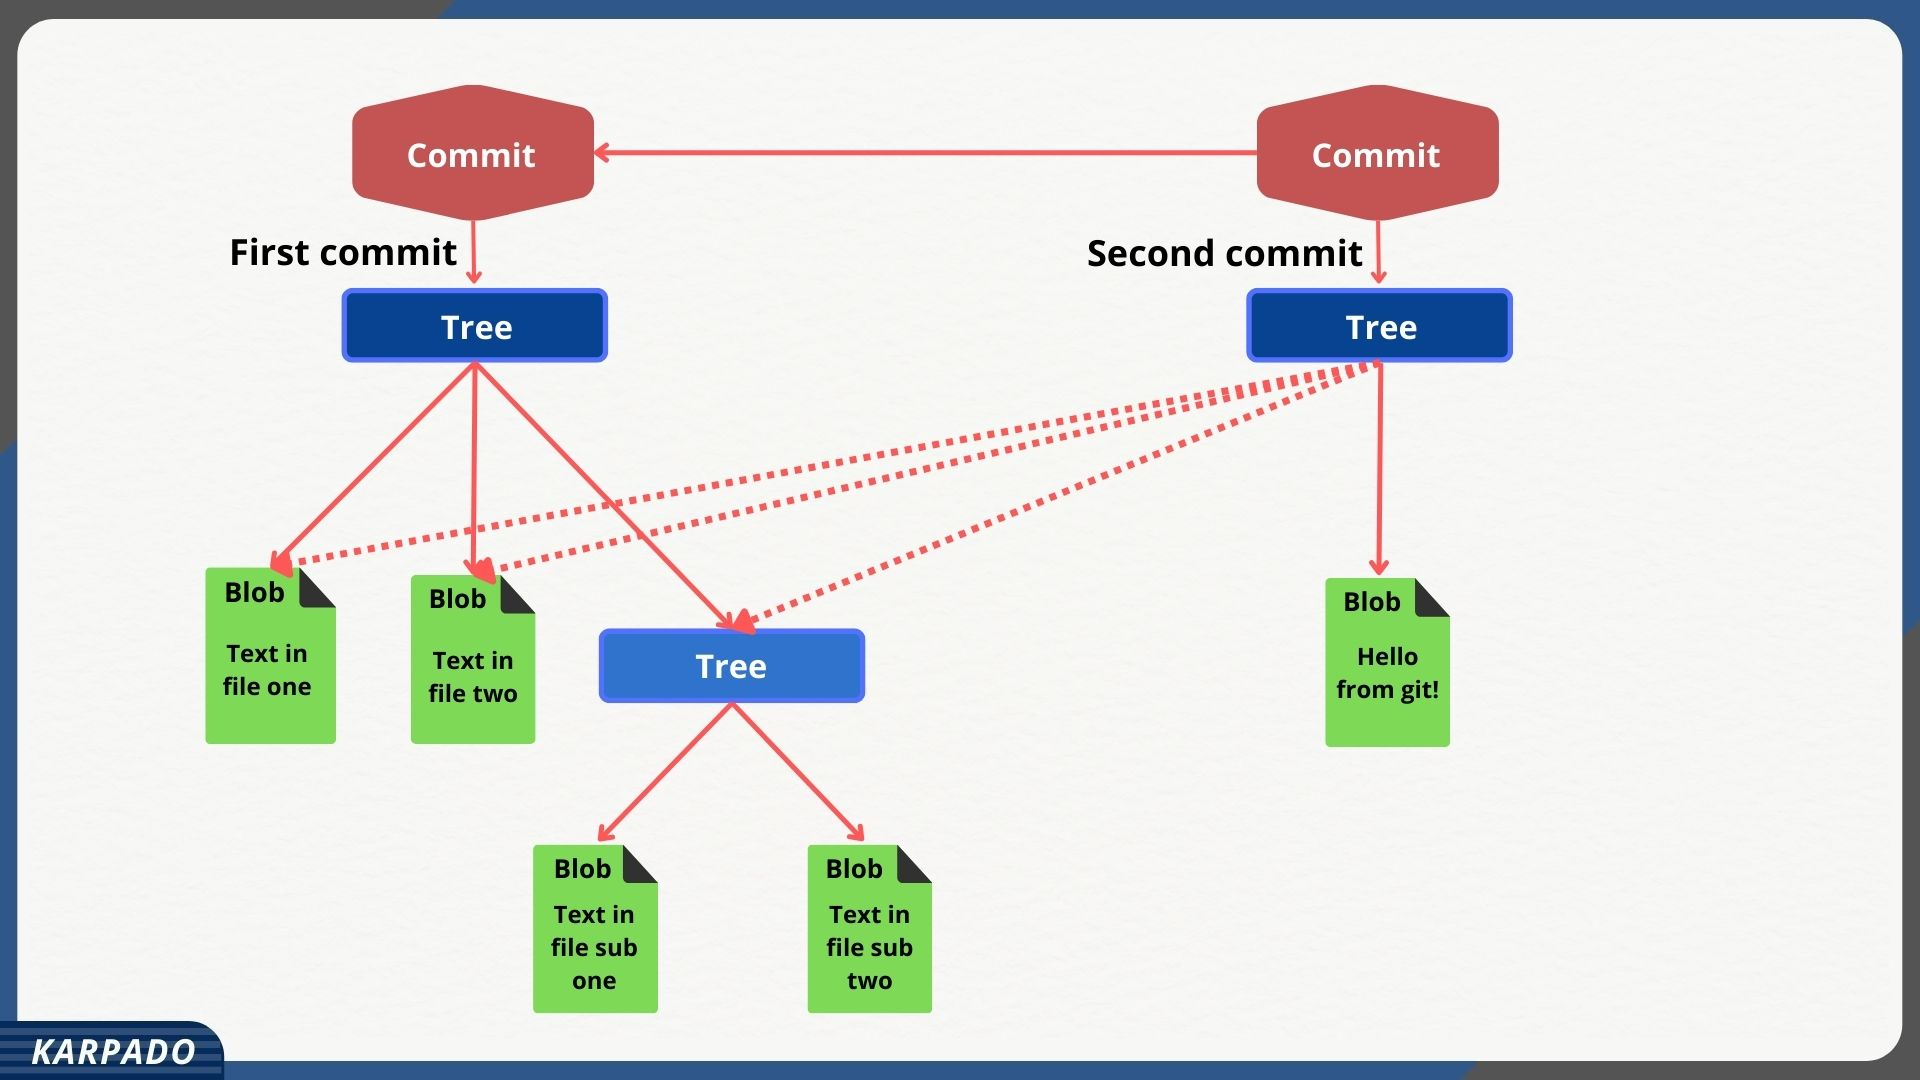 Commit
Commit
First commit
Second commit
Tree
Tree
Blob
Text in
file one
Blob
Text in
file two
Tree
Blob
Hello
from git!
Blob
Text in
file sub
one
Blob
Text in
file sub
two
KARPADO